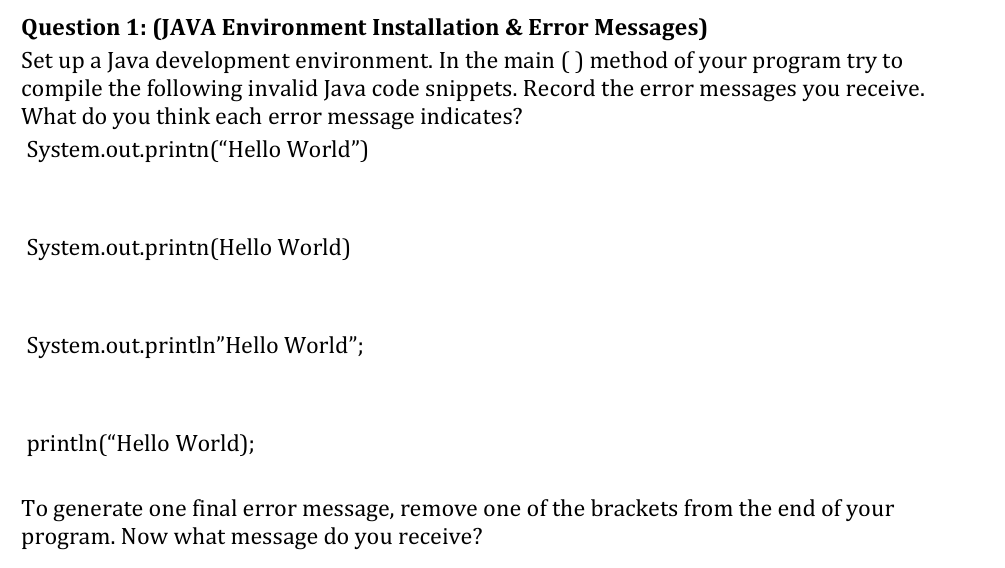 Question 1: (JAVA Environment Installation & Error Messages)
Set up a Java development environment. In the main ( ) method of your program try to
compile the following invalid Java code snippets. Record the error messages you receive.
What do you think each error message indicates?
System.out.printn(“Hello World”)
System.out.printn(Hello World)
System.out.println”Hello World”;
println(“Hello World);
To generate one final error message, remove one of the brackets from the end of your
program. Now what message do you receive?